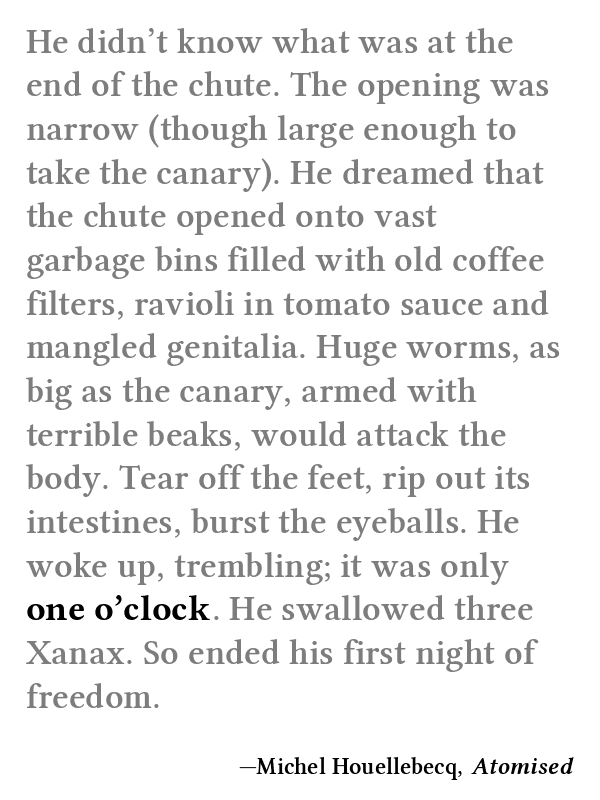 He didn’t know what was at the
end of the chute. The opening was
narrow (though large enough to
take the canary). He dreamed that
the chute opened onto vast
garbage bins filled with old coffee
filters, ravioli in tomato sauce and
mangled genitalia. Huge worms, as
big as the canary, armed with
terrible beaks, would attack the
body. Tear off the feet, rip out its
intestines, burst the eyeballs. He
woke up, trembling; it was only
one o’clock. He swallowed three
Xanax. So ended his first night of
freedom.
—Michel Houellebecq, Atomised